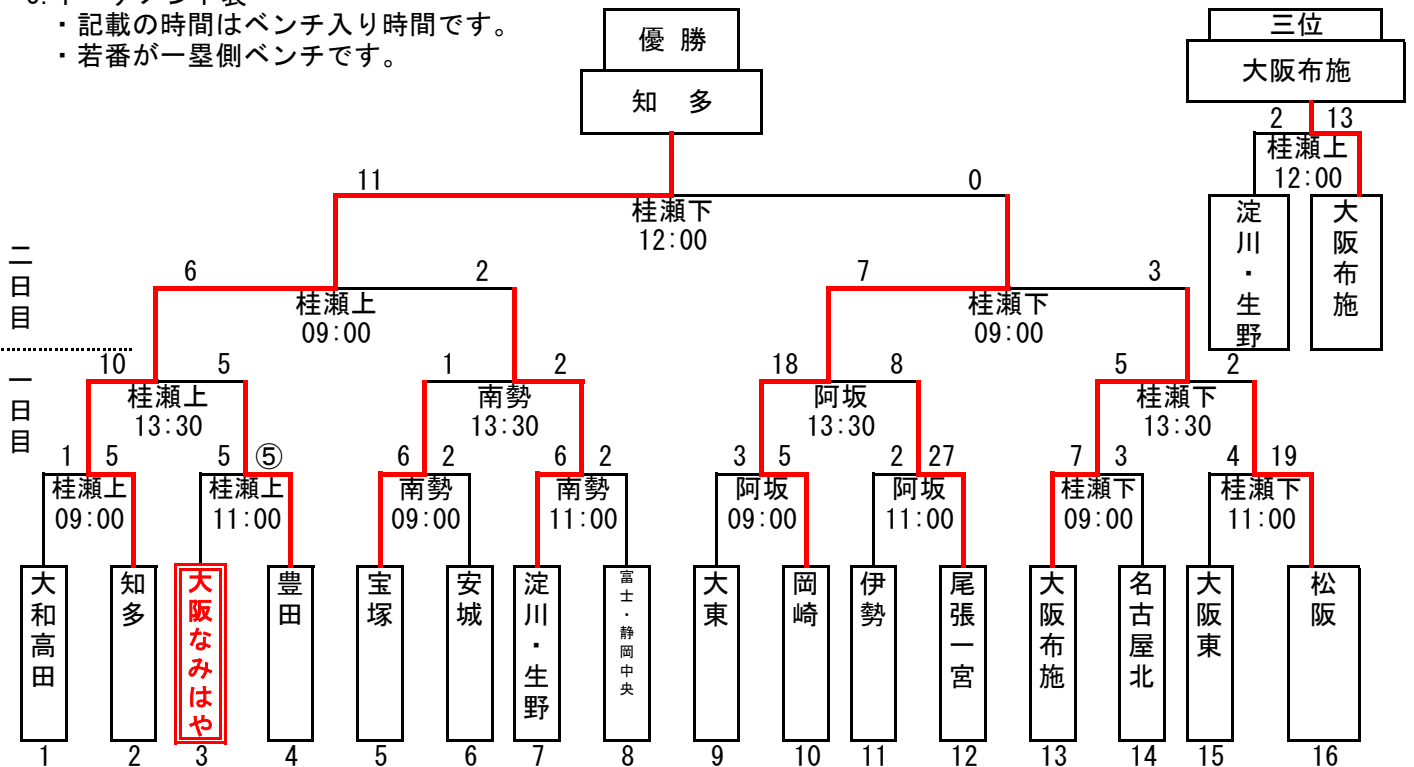 ・記載の時間はベンチ入り時間です。
・若番が一塁側ベンチです。
優 勝
知 多
三位
大阪布施
2 13
桂瀬上
12:00
淀川・生野
大阪布施
11 0
桂瀬下
12:00
二日目
6 2 7 3
桂瀬上 桂瀬下
09:00 09:00
一日目
10 5 1 2 18 8 5 2
桂瀬上 南勢 阿坂 桂瀬下
13:30 13:30 13:30 13:30
1 5 5 ⑤ 6 2 6 2 3 5 2 27 7 3 4 19
桂瀬上 桂瀬上 南勢 南勢 阿坂 阿坂 桂瀬下 桂瀬下
09:00 11:00 09:00 11:00 09:00 11:00 09:00 11:00
大和高田
知多
大阪なみはや
豊田
宝塚
安城
淀川・生野
富士・静岡中央
大東
岡崎
伊勢
尾張一宮
大阪布施
名古屋北
大阪東
松阪
1 2 3 4 5 6 7 8 9 10 11 12 13 14 15 16